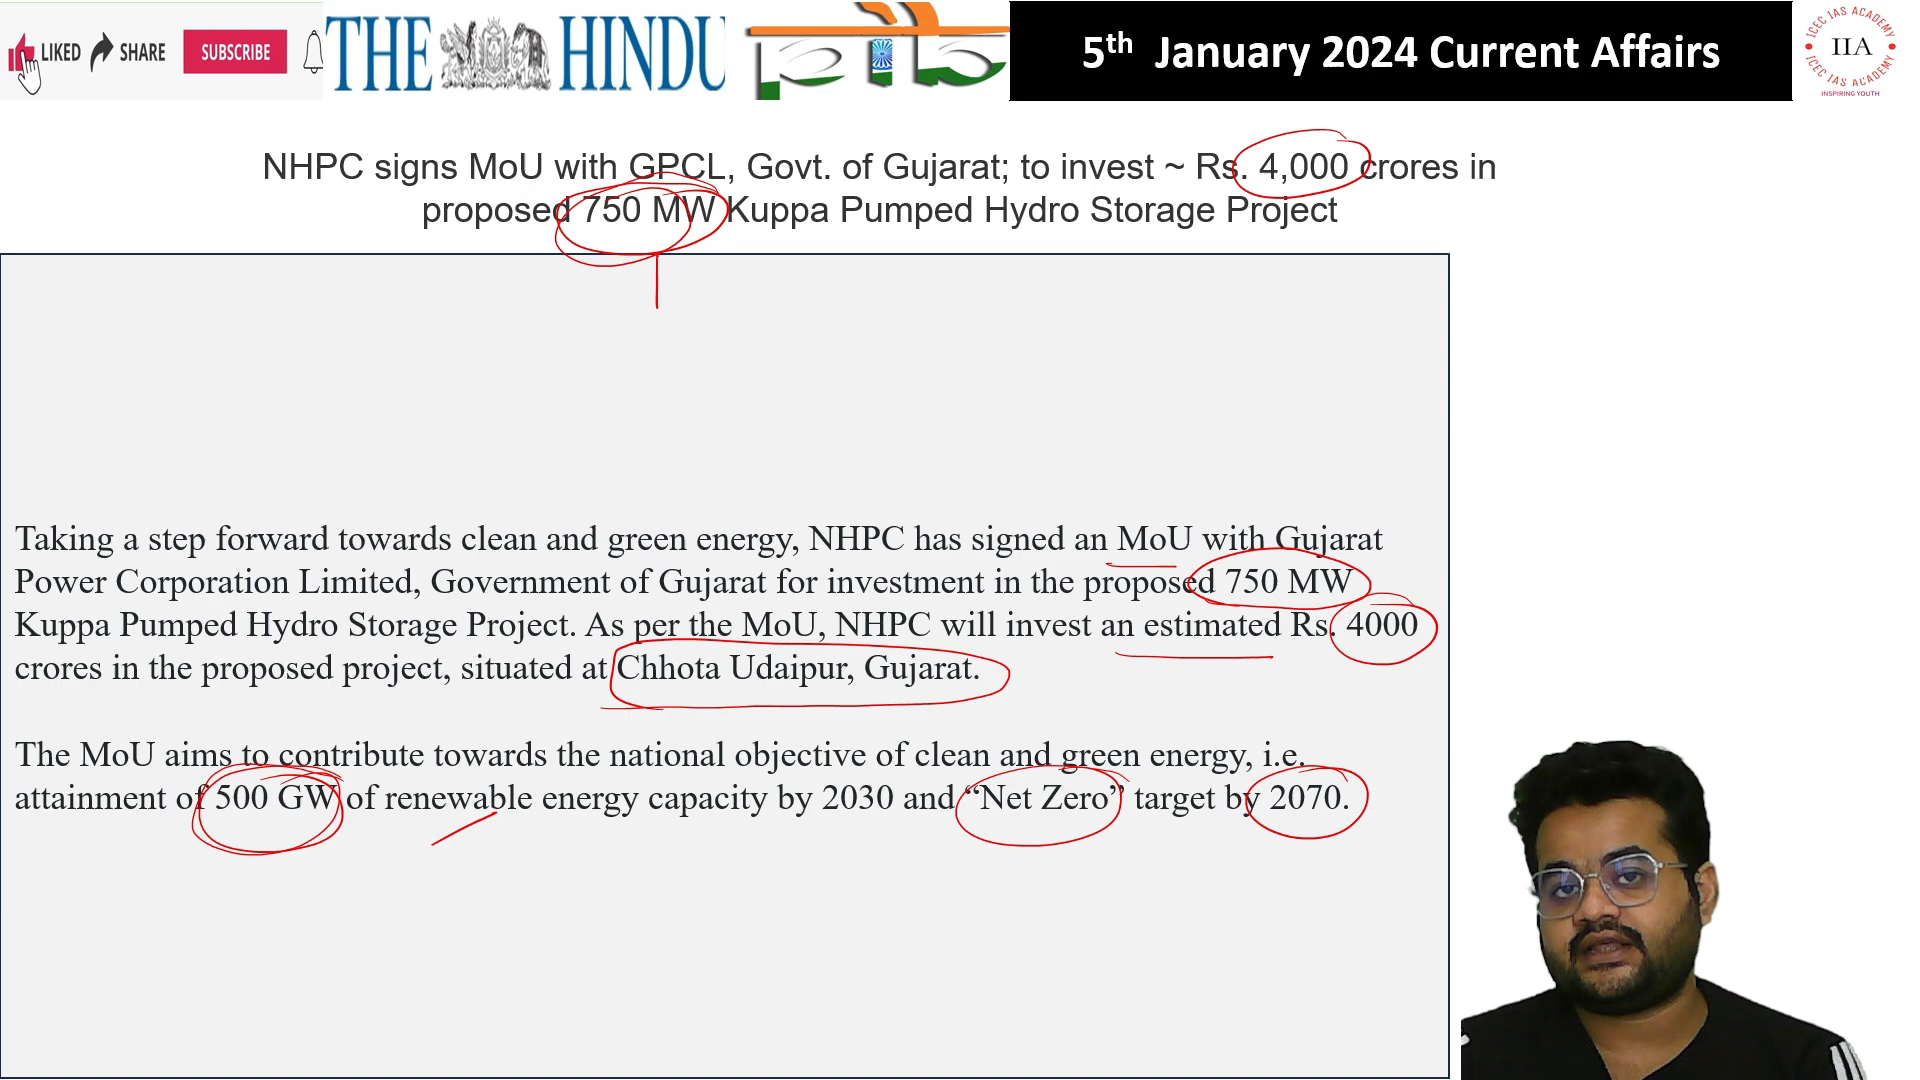 LIKED SHARE SUBSCRIBE THE HINDU pib 5th January 2024 Current Affairs
ICEC IAS ACADEMY
IIA
ICEC IAS ACADEMY
INSPIRING YOUTH
NHPC signs MoU with GPCL, Govt. of Gujarat; to invest ~ Rs. 4,000 crores in
proposed 750 MW Kuppa Pumped Hydro Storage Project
Taking a step forward towards clean and green energy, NHPC has signed an MoU with Gujarat
Power Corporation Limited, Government of Gujarat for investment in the proposed 750 MW
Kuppa Pumped Hydro Storage Project. As per the MoU, NHPC will invest an estimated Rs. 4000
crores in the proposed project, situated at Chhota Udaipur, Gujarat.
The MoU aims to contribute towards the national objective of clean and green energy, i.e.
attainment of 500 GW of renewable energy capacity by 2030 and “Net Zero” target by 2070.